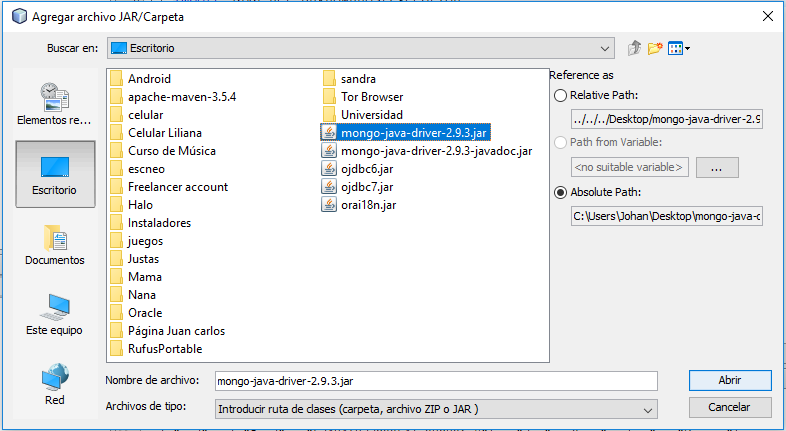 Agregar archivo JAR/Carpeta
Buscar en:
Escritorio
Elementos re...
Escritorio
Documentos
Este equipo
Red
Android
apache-maven-3.5.4
celular
Celular Liliana
Curso de Música
escneo
Freelancer account
Halo
Instaladores
juegos
Justas
Mama
Nana
Oracle
Página Juan carlos
RufusPortable
sandra
Tor Browser
Universidad
mongo-java-driver-2.9.3.jar
mongo-java-driver-2.9.3-javadoc.jar
ojdbc6.jar
ojdbc7.jar
orai18n.jar
Reference as
Relative Path:
../../../Desktop/mongo-java-driver-2.9
Path from Variable:
<no suitable variable>
...
Absolute Path:
C:\Users\Johan\Desktop\mongo-java-
Nombre de archivo:
mongo-java-driver-2.9.3.jar
Abrir
Archivos de tipo:
Introducir ruta de clases (carpeta, archivo ZIP o JAR )
Cancelar